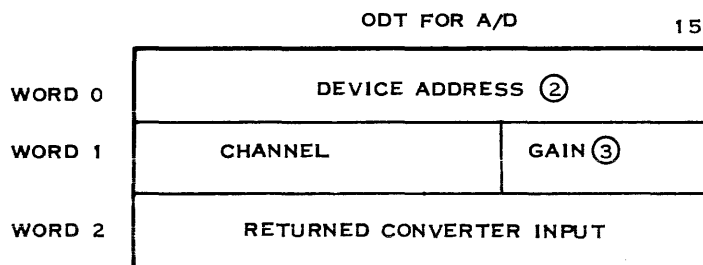 ODT FOR A/D 15
WORD 0 DEVICE ADDRESS ②
WORD 1 CHANNEL GAIN ③
WORD 2 RETURNED CONVERTER INPUT